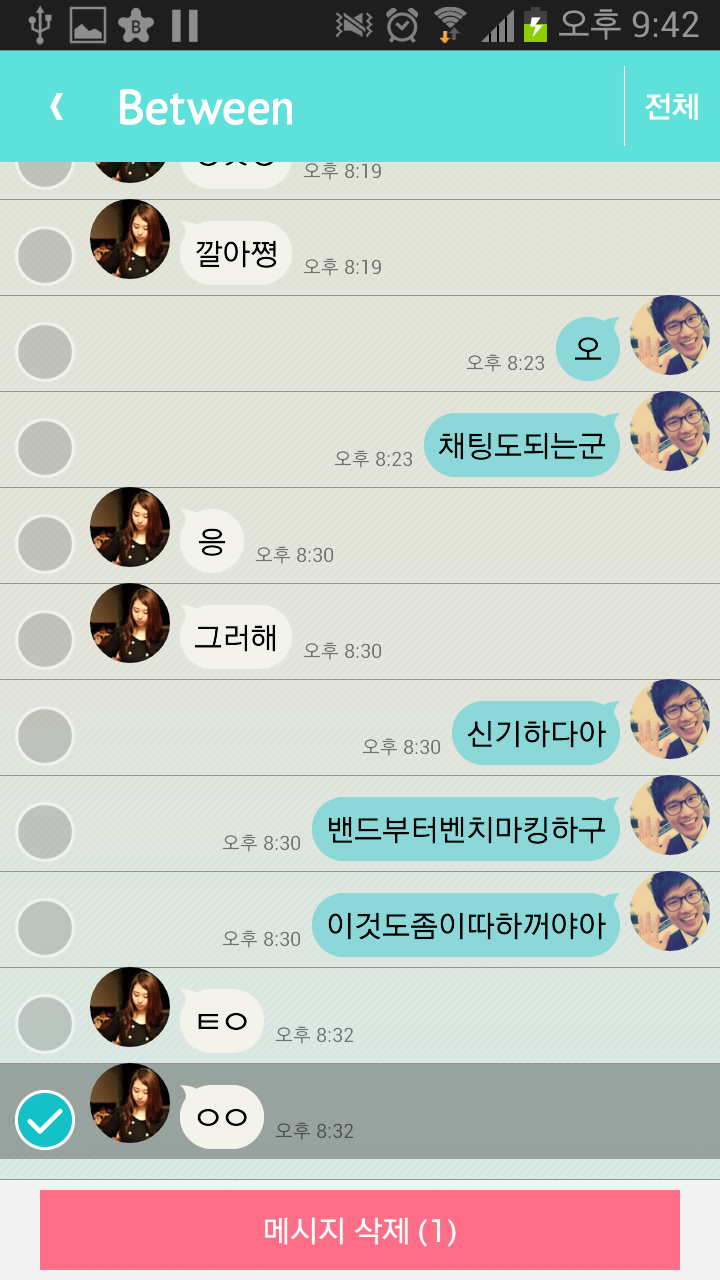 오후 9:42
Between
전체
오후 8:19
깔아쪙
오후 8:19
오
오후 8:23
채팅도되는군
오후 8:23
응
오후 8:30
그러해
오후 8:30
신기하다아
오후 8:30
밴드부터벤치마킹하구
오후 8:30
이것도좀이따하꺼야아
오후 8:30
ㅌㅇ
오후 8:32
ㅇㅇ
오후 8:32
메시지 삭제 (1)